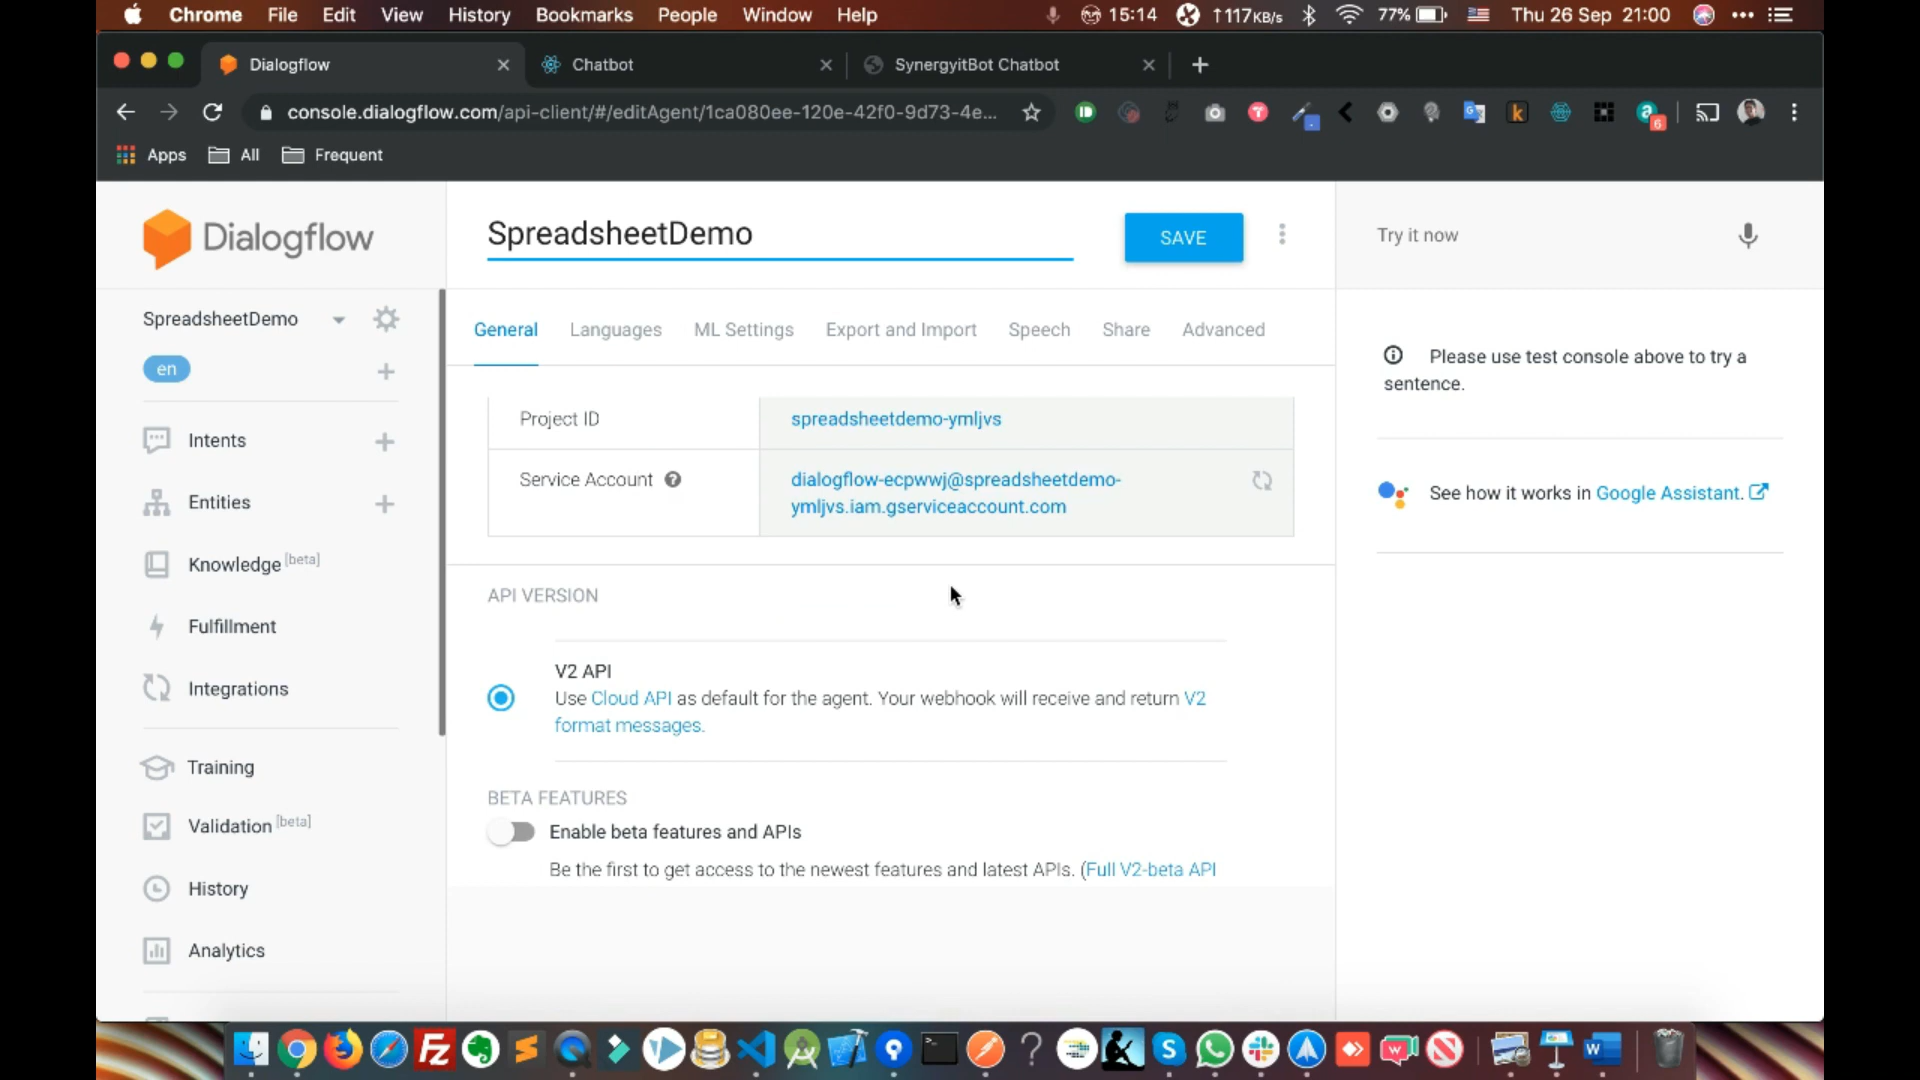 Chrome File Edit View History Bookmarks People Window Help 15:14 ↑117KB/s 77% Thu 26 Sep 21:00
Dialogflow Chatbot SynergyitBot Chatbot
console.dialogflow.com/api-client/#/editAgent/1ca080ee-120e-42f0-9d73-4e... 6
Apps All Frequent
Dialogflow
SpreadsheetDemo
SAVE
Try it now
SpreadsheetDemo
en
Intents
Entities
Knowledge [beta]
Fulfillment
Integrations
Training
Validation [beta]
History
Analytics
General Languages ML Settings Export and Import Speech Share Advanced
Project ID spreadsheetdemo-ymljvs
Service Account dialogflow-ecpwwj@spreadsheetdemo-
ymljvs.iam.gserviceaccount.com
API VERSION
V2 API
Use Cloud API as default for the agent. Your webhook will receive and return V2
format messages.
BETA FEATURES
Enable beta features and APIs
Be the first to get access to the newest features and latest APIs. (Full V2-beta API
Please use test console above to try a
sentence.
See how it works in Google Assistant.